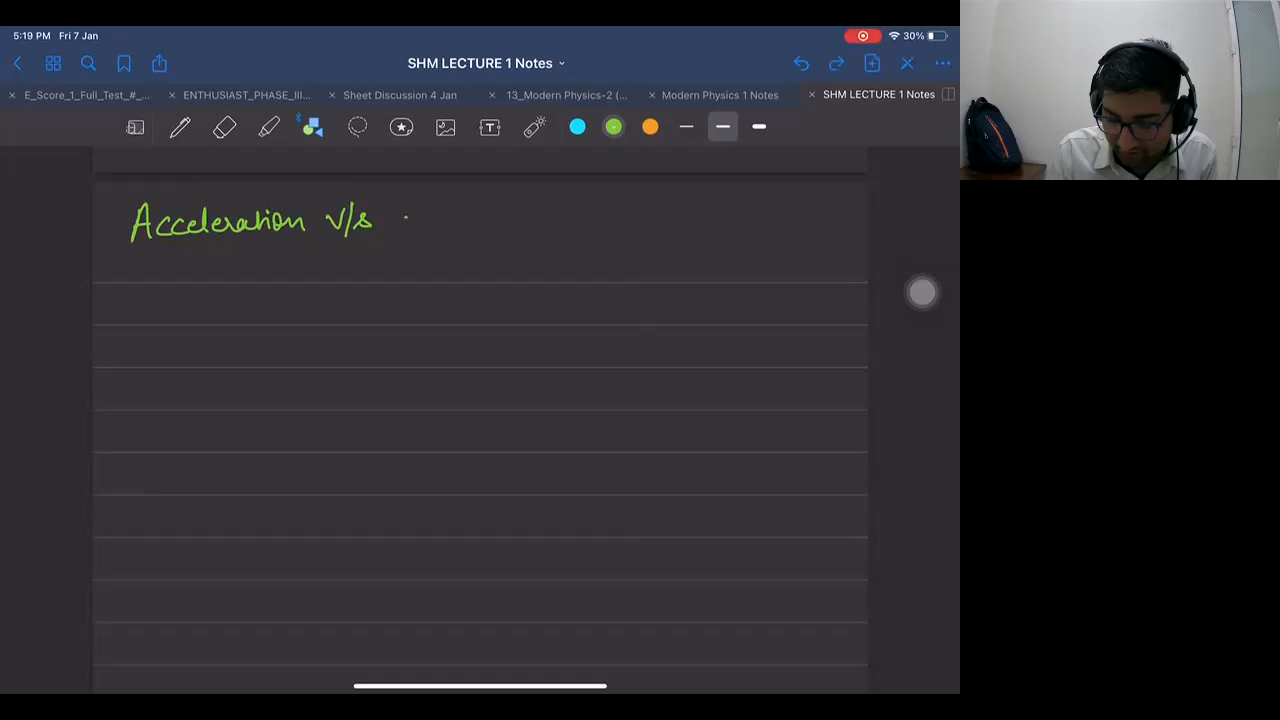 5:19 PM Fri 7 Jan
30%
SHM LECTURE 1 Notes
E_Score_1_Full_Test_#_...
ENTHUSIAST_PHASE_III...
Sheet Discussion 4 Jan
13_Modern Physics-2 (...
Modern Physics 1 Notes
SHM LECTURE 1 Notes
Acceleration v/s